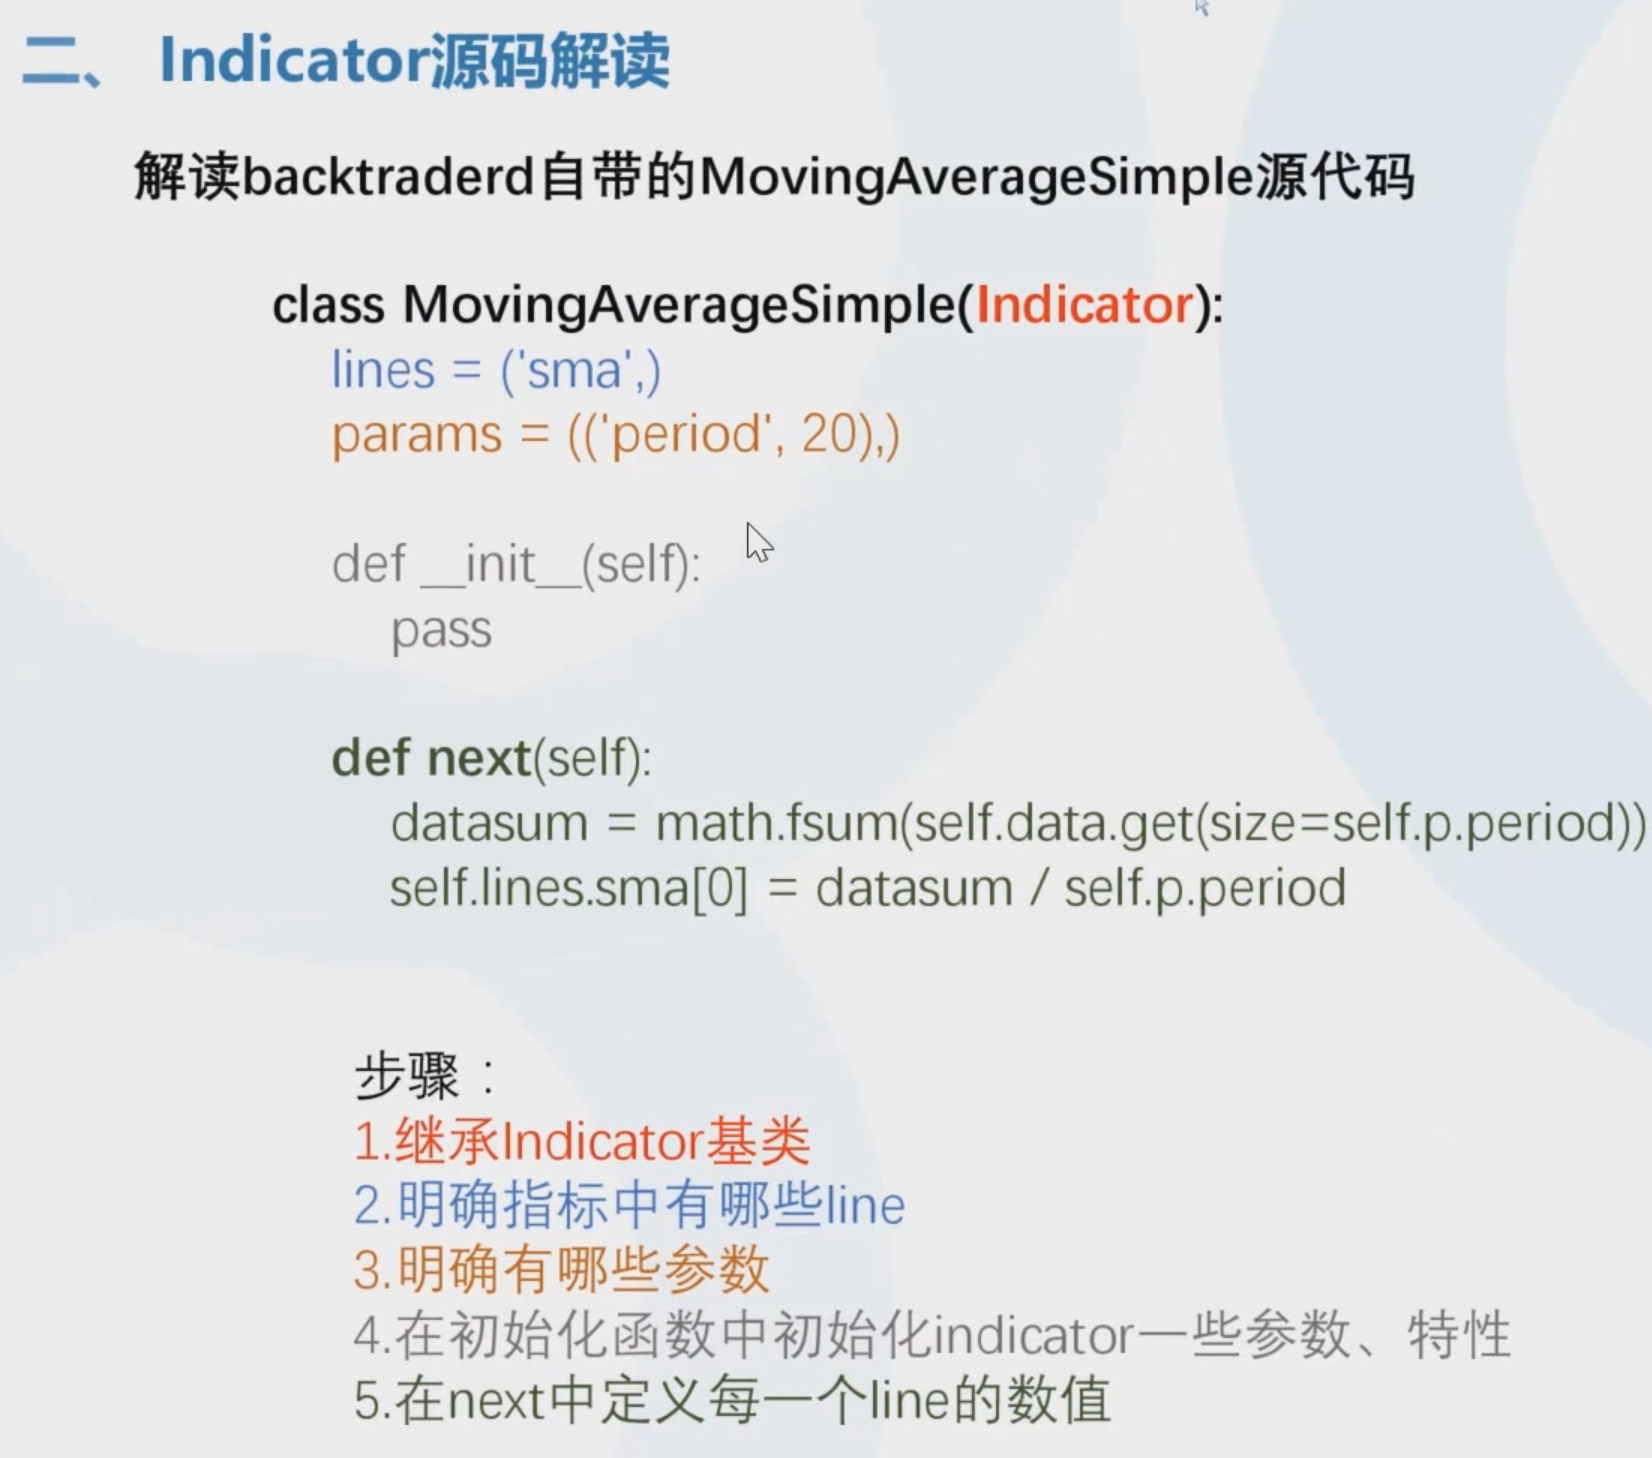 二、 Indicator源码解读
解读backtraderd自带的MovingAverageSimple源代码
class MovingAverageSimple(Indicator):
lines = ('sma',)
params = (('period', 20),)
def __init__(self):
pass
def next(self):
datasum = math.fsum(self.data.get(size=self.p.period))
self.lines.sma[0] = datasum / self.p.period
步骤：
1.继承Indicator基类
2.明确指标中有哪些line
3.明确有哪些参数
4.在初始化函数中初始化indicator一些参数、特性
5.在next中定义每一个line的数值